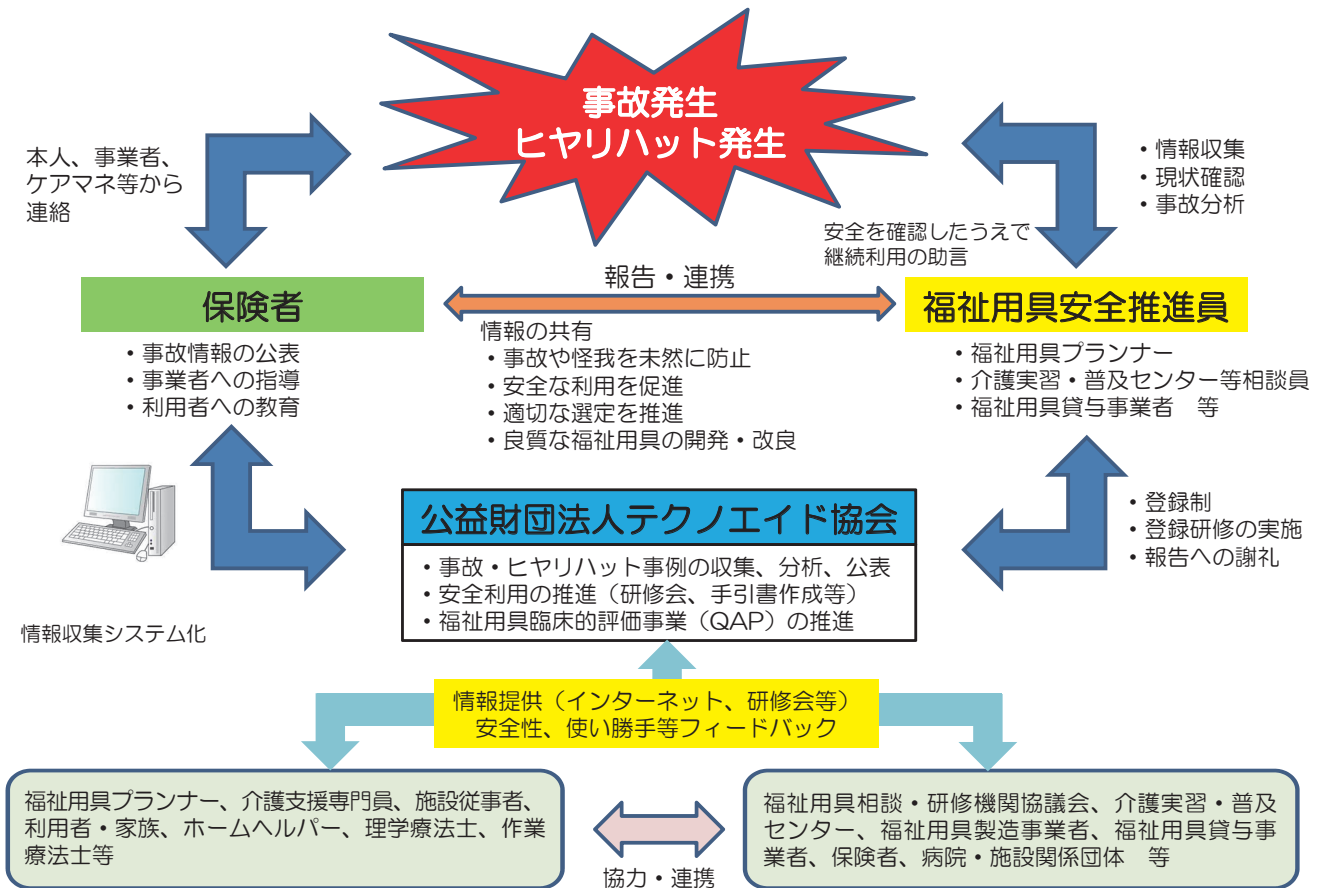 事故発生
ヒヤリハット発生
本人、事業者、
ケアマネ等から
連絡
・情報収集
・現状確認
・事故分析
安全を確認したうえで
継続利用の助言
保険者
報告・連携
福祉用具安全推進員
・事故情報の公表
・事業者への指導
・利用者への教育
情報の共有
・事故や怪我を未然に防止
・安全な利用を促進
・適切な選定を推進
・良質な福祉用具の開発・改良
・福祉用具プランナー
・介護実習・普及センター等相談員
・福祉用具貸与事業者　等
公益財団法人テクノエイド協会
・事故・ヒヤリハット事例の収集、分析、公表
・安全利用の推進（研修会、手引書作成等）
・福祉用具臨床的評価事業（QAP）の推進
・登録制
・登録研修の実施
・報告への謝礼
情報収集システム化
情報提供（インターネット、研修会等）
安全性、使い勝手等フィードバック
福祉用具プランナー、介護支援専門員、施設従事者、
利用者・家族、ホームヘルパー、理学療法士、作業
療法士等
福祉用具相談・研修機関協議会、介護実習・普及
センター、福祉用具製造事業者、福祉用具貸与事
業者、保険者、病院・施設関係団体　等
協力・連携